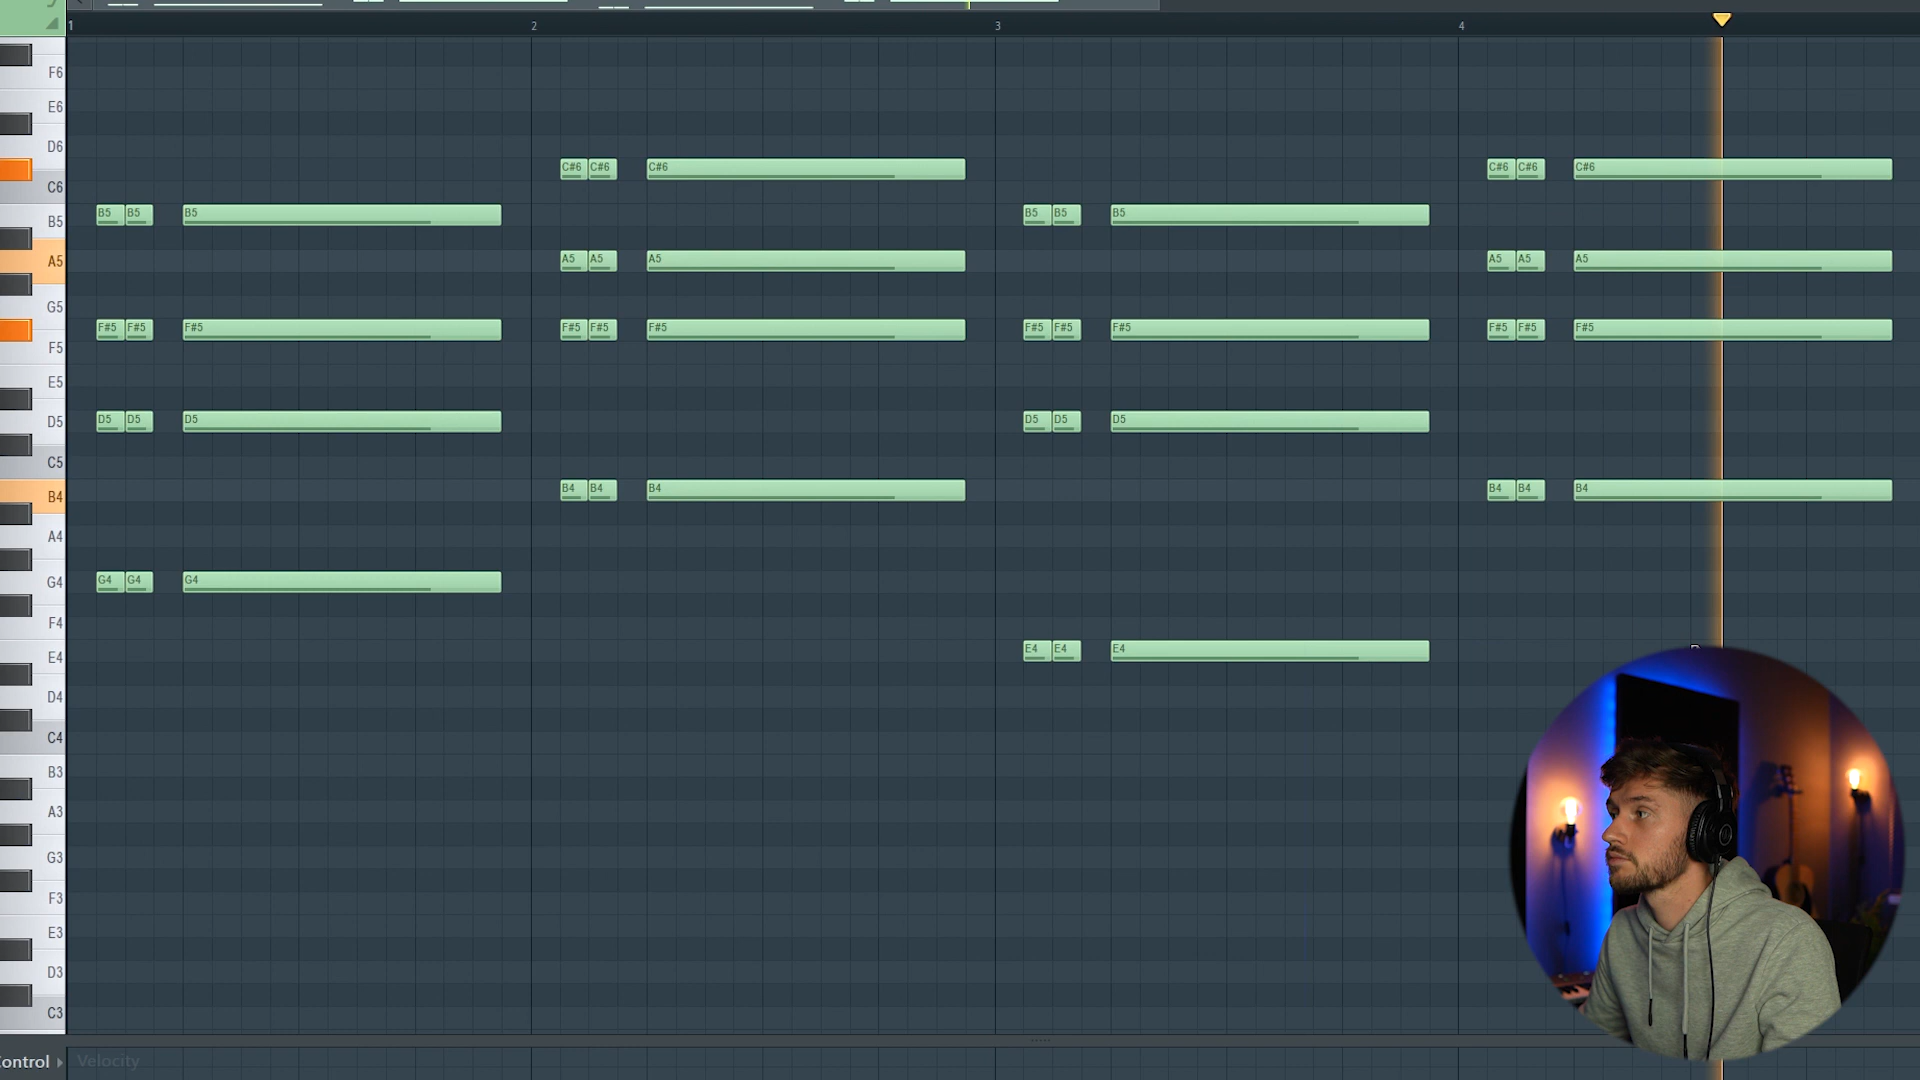 1 2 3 4
F6
E6
D6
C#6 C#6 C#6 C#6 C#6 C#6
C6
B5 B5 B5 B5 B5 B5
B5
A5 A5 A5 A5 A5 A5
A5
G5
F#5 F#5 F#5 F#5 F#5 F#5 F#5 F#5 F#5 F#5 F#5 F#5
F5
E5
D5 D5 D5 D5 D5 D5
D5
C5
B4 B4 B4 B4 B4 B4
B4
A4
G4 G4 G4
G4
F4
E4 E4 E4
E4
D4
C4
B3
A3
G3
F3
E3
D3
C3
Control Velocity